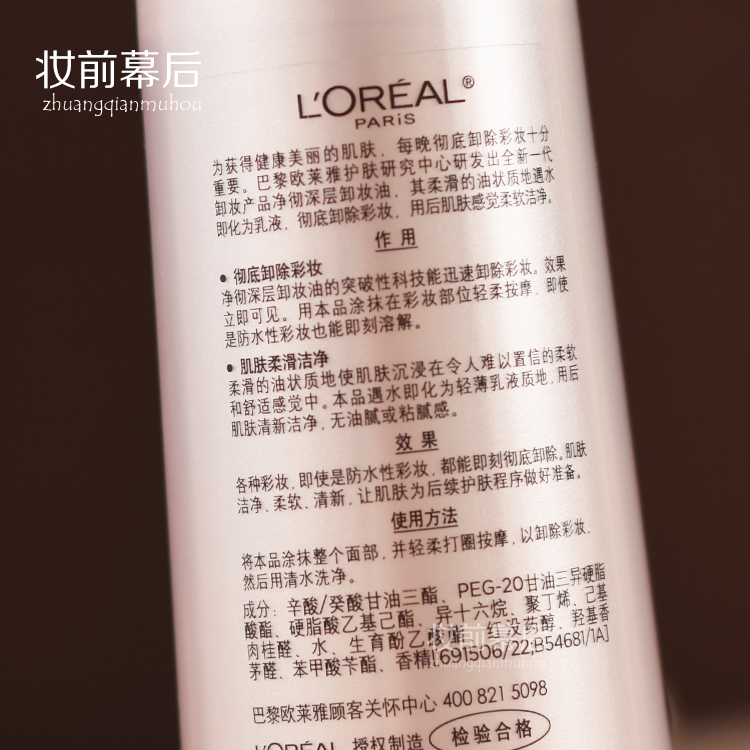 妆前幕后
zhuangqianmuhou
L'ORÉAL®
PARIS
为获得健康美丽的肌肤，每晚彻底卸除彩妆十分
重要。巴黎欧莱雅护肤研究中心研发出全新一代
卸妆产品净彻深层卸妆油，其柔滑的油状质地遇水
即化为乳液，彻底卸除彩妆，用后肌肤感觉柔软洁净。
作用
• 彻底卸除彩妆
净彻深层卸妆油的突破性科技能迅速卸除彩妆。效果
立即可见。用本品涂抹在彩妆部位轻柔按摩，即使
是防水性彩妆也能即刻溶解。
• 肌肤柔滑洁净
柔滑的油状质地使肌肤沉浸在令人难以置信的柔软
和舒适感觉中。本品遇水即化为轻薄乳液质地，用后
肌肤清新洁净，无油腻或粘腻感。
效果
各种彩妆，即使是防水性彩妆，都能即刻彻底卸除。肌肤
洁净、柔软，清新，让肌肤为后续护肤程序做好准备。
使用方法
将本品涂抹整个面部，并轻柔打圈按摩，以卸除彩妆，
然后用清水洗净。
成分：辛酸/癸酸甘油三酯、PEG-20甘油三异硬脂
酸酯、硬脂酸乙基己酯、异十六烷、聚丁烯、己基
肉桂醛、水、生育酚乙酸酯、红没药醇、羟基香
茅醛、苯甲酸苄酯、香精[691506/22;B54681/1A]
妆前幕后
zhuangqianmuhou
巴黎欧莱雅顾客关怀中心 400 821 5098
L'ORÉAL 授权制造 检验合格